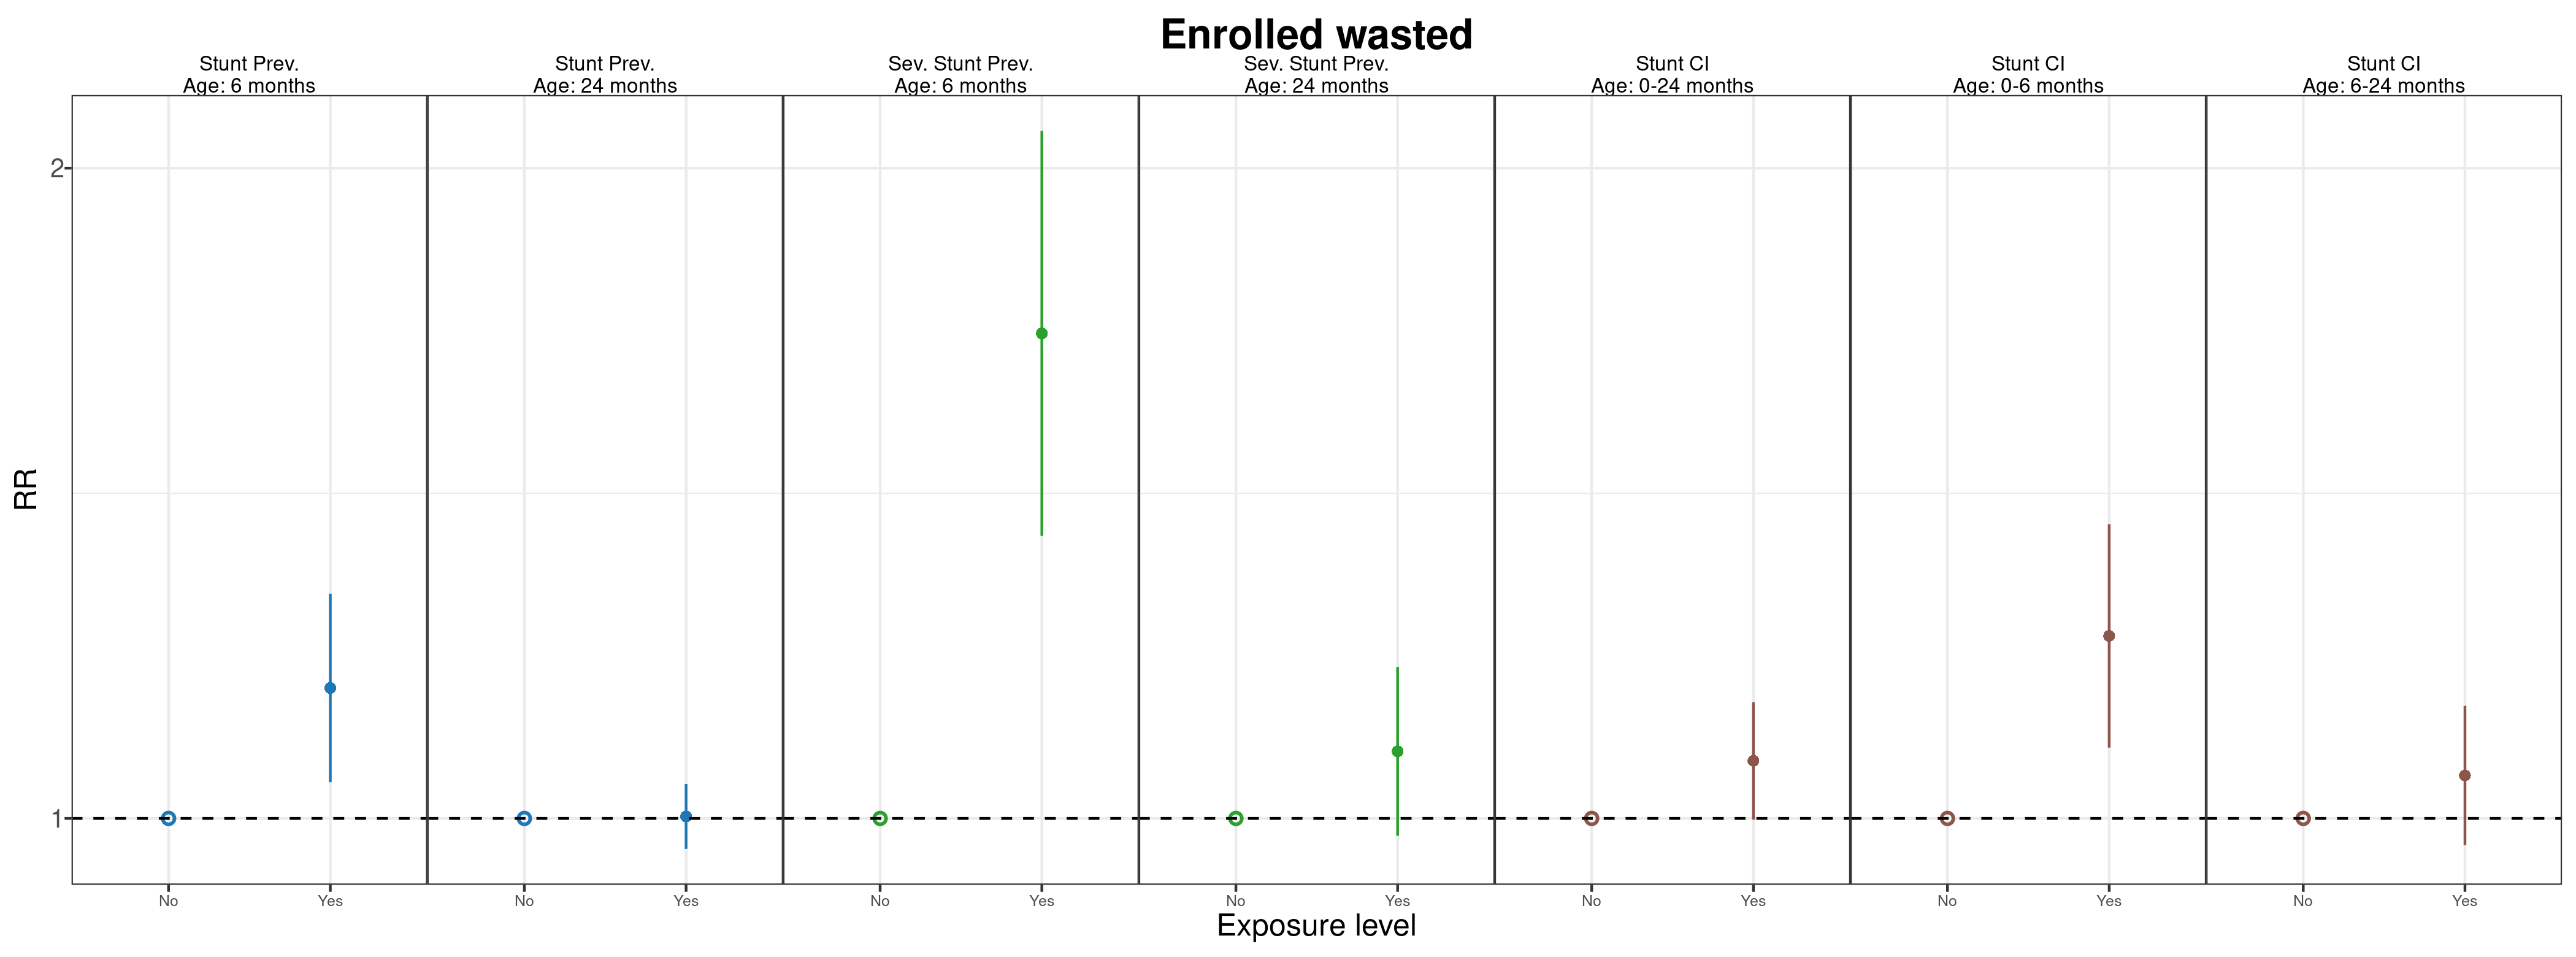 Enrolled wasted
Stunt Prev.
Age: 6 months
Stunt Prev.
Age: 24 months
Sev. Stunt Prev.
Age: 6 months
Sev. Stunt Prev.
Age: 24 months
Stunt CI
Age: 0-24 months
Stunt CI
Age: 0-6 months
Stunt CI
Age: 6-24 months
2
1
RR
No Yes No Yes No Yes No Yes No Yes No Yes No Yes
Exposure level